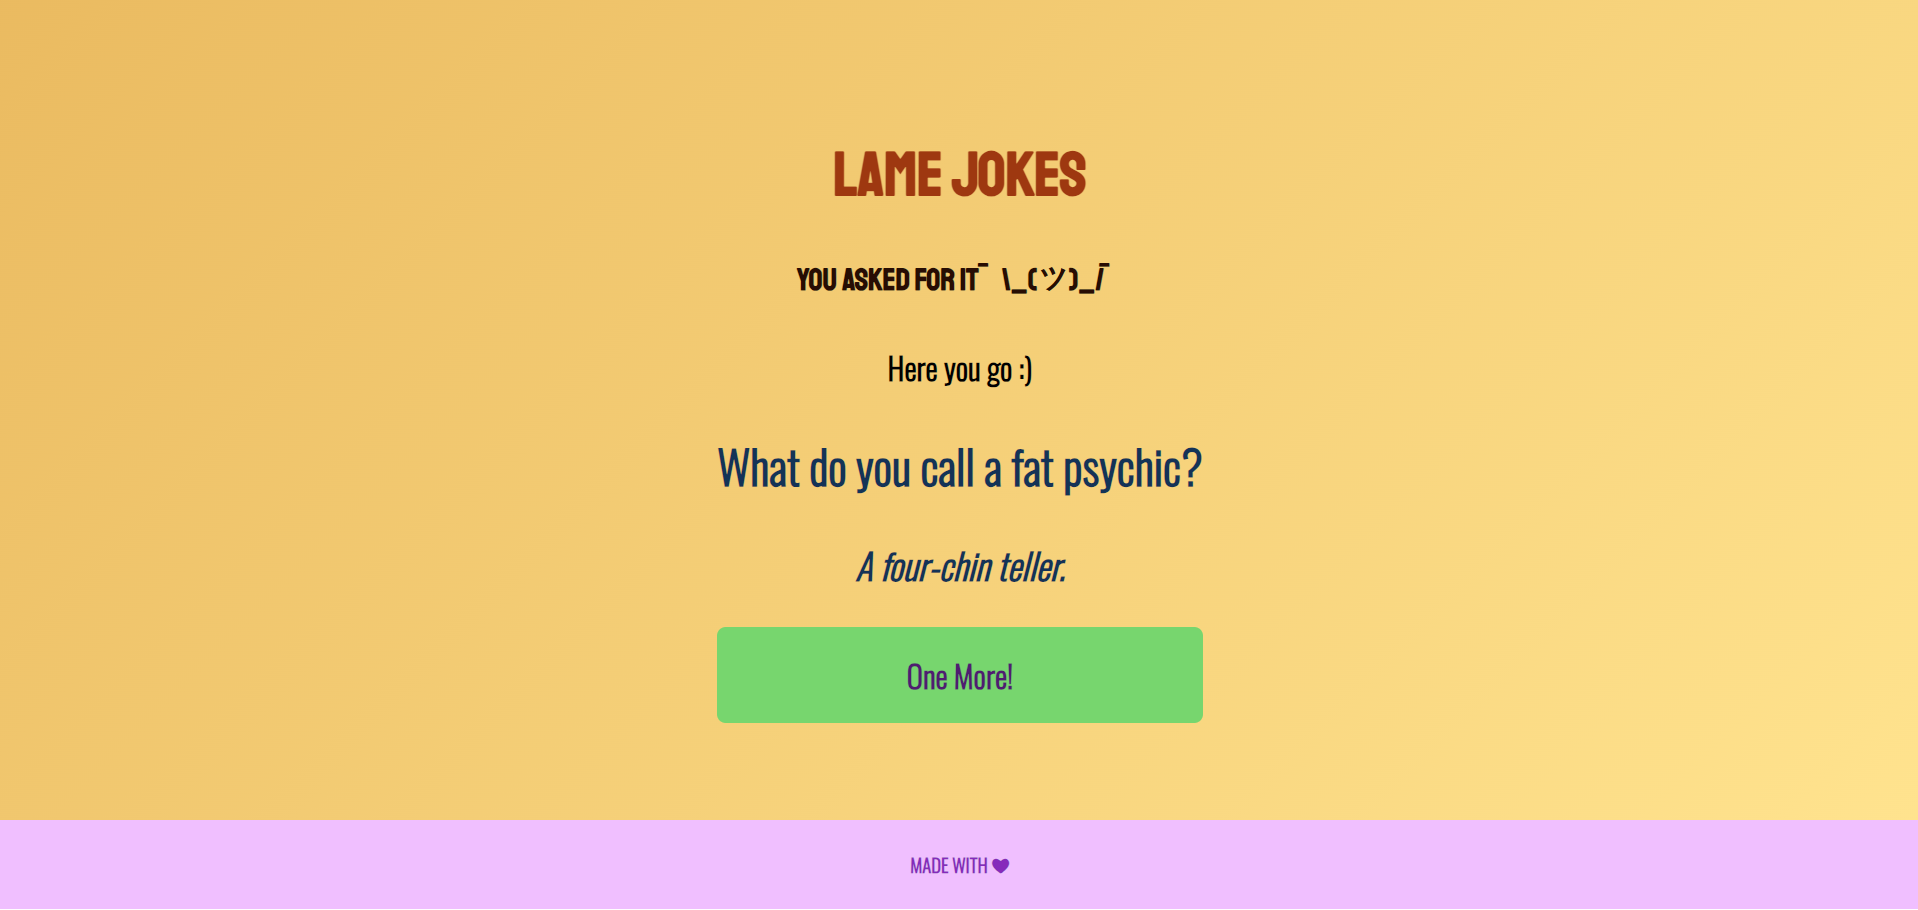 LAME JOKES
YOU ASKED FOR IT¯ \_(ツ)_/¯
Here you go :)
What do you call a fat psychic?
A four-chin teller.
One More!
MADE WITH ♥